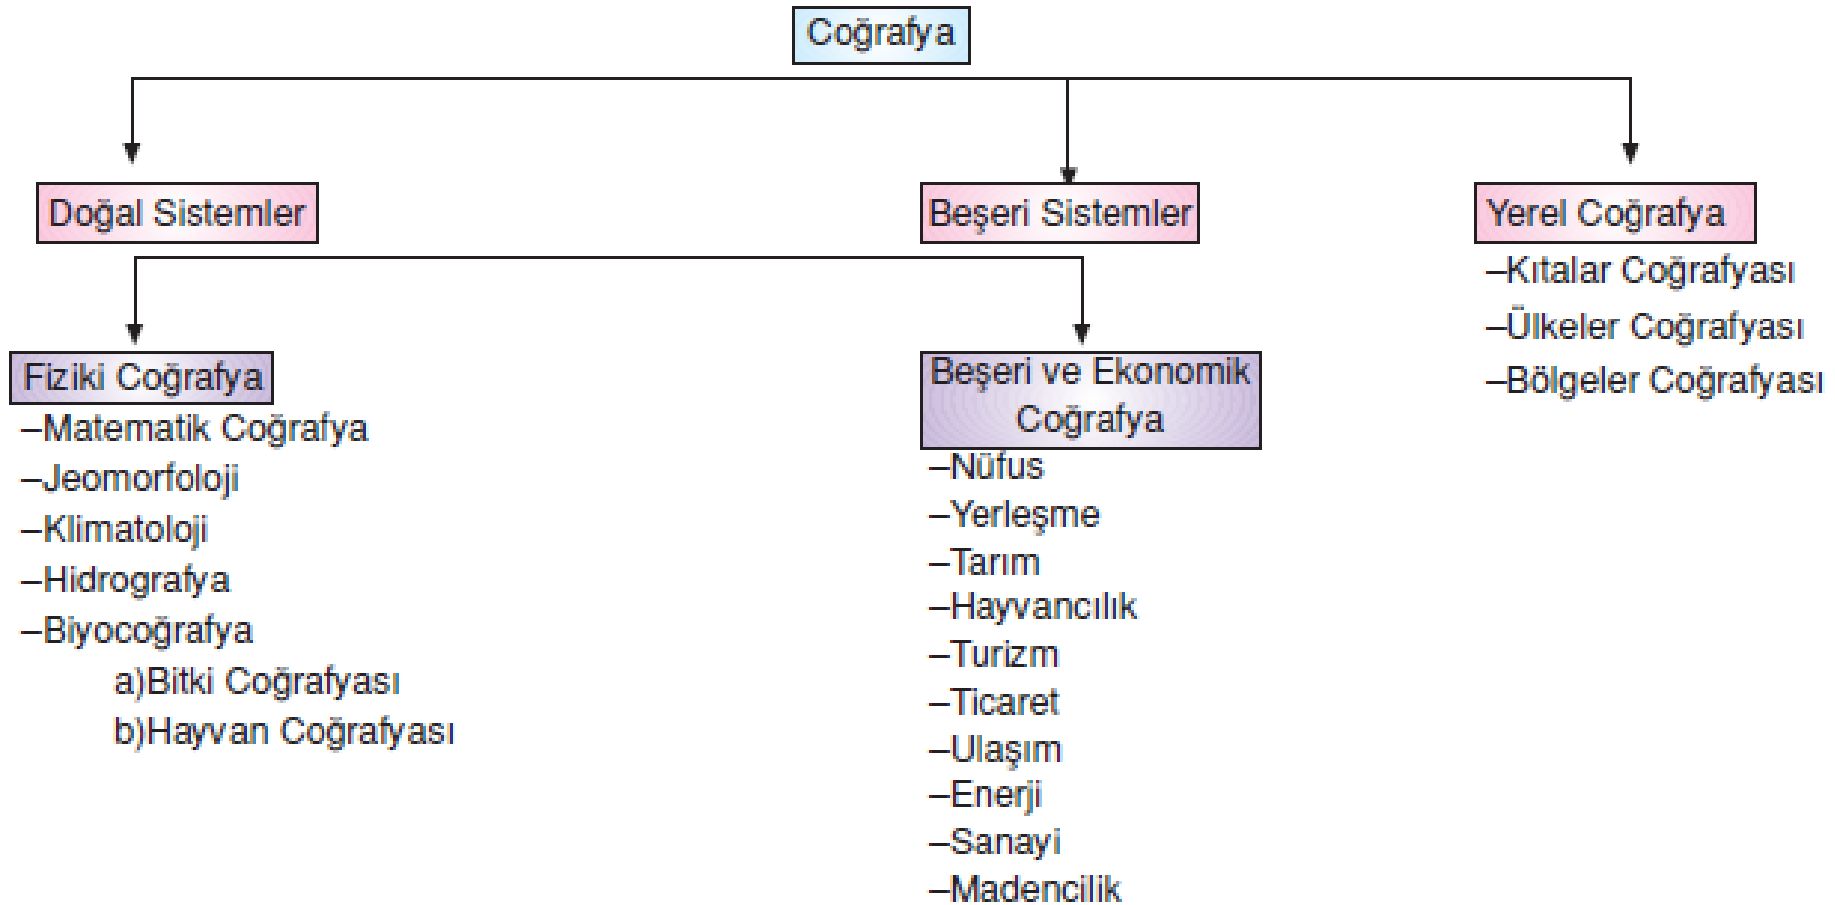 Coğrafya
Doğal Sistemler
Beşeri Sistemler
Yerel Coğrafya
–Kıtalar Coğrafyası
–Ülkeler Coğrafyası
–Bölgeler Coğrafyası
Fiziki Coğrafya
–Matematik Coğrafya
–Jeomorfoloji
–Klimatoloji
–Hidrografya
–Biyocoğrafya
a)Bitki Coğrafyası
b)Hayvan Coğrafyası
Beşeri ve Ekonomik
Coğrafya
–Nüfus
–Yerleşme
–Tarım
–Hayvancılık
–Turizm
–Ticaret
–Ulaşım
–Enerji
–Sanayi
–Madencilik